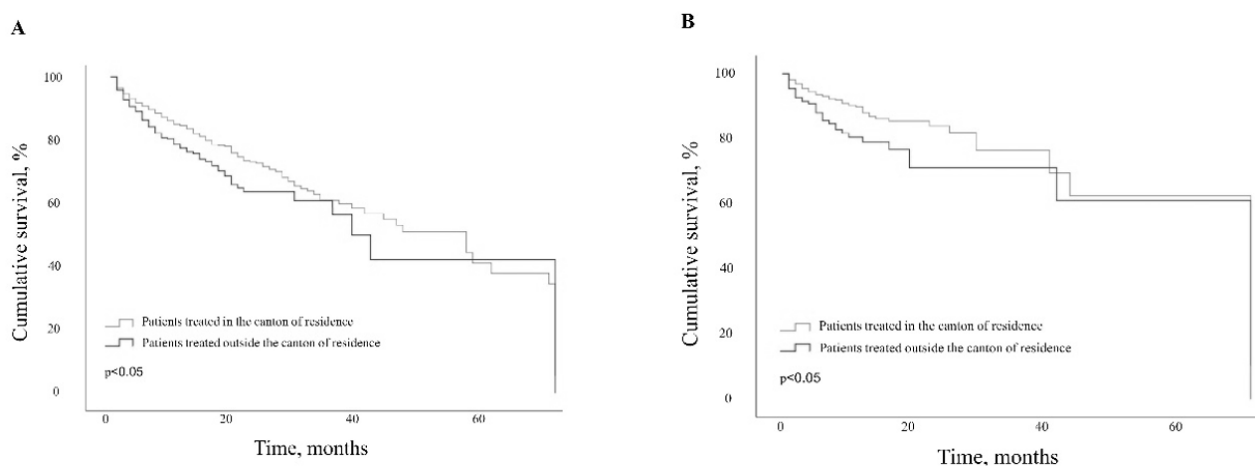 A
Cumulative survival, %
100
80
60
40
20
0
Patients treated in the canton of residence
Patients treated outside the canton of residence
p<0.05
0 20 40 60
Time, months
B
Cumulative survival, %
100
80
60
40
20
0
Patients treated in the canton of residence
Patients treated outside the canton of residence
p<0.05
0 20 40 60
Time, months